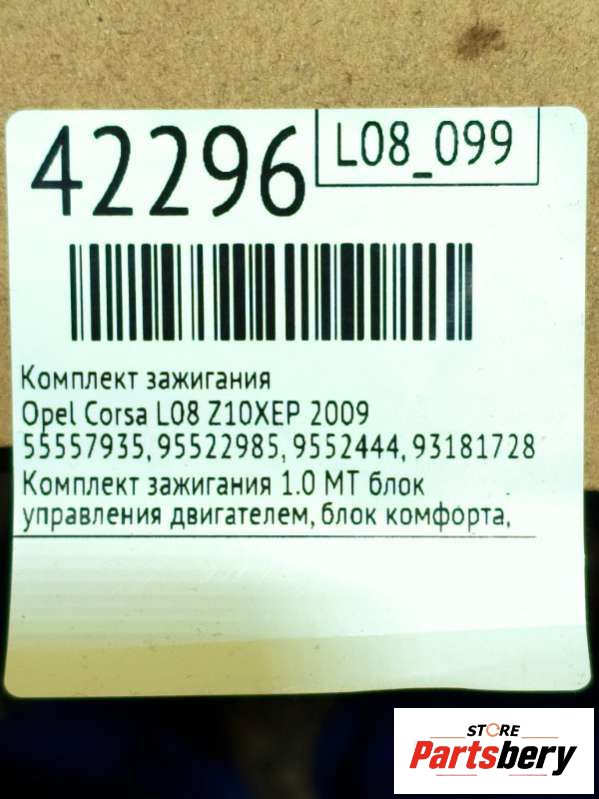 42296
L08_099
Комплект зажигания
Opel Corsa L08 Z10XEP 2009
55557935, 95522985, 9552444, 93181728
Комплект зажигания 1.0 МТ блок
управления двигателем, блок комфорта,
STORE
Partsbery